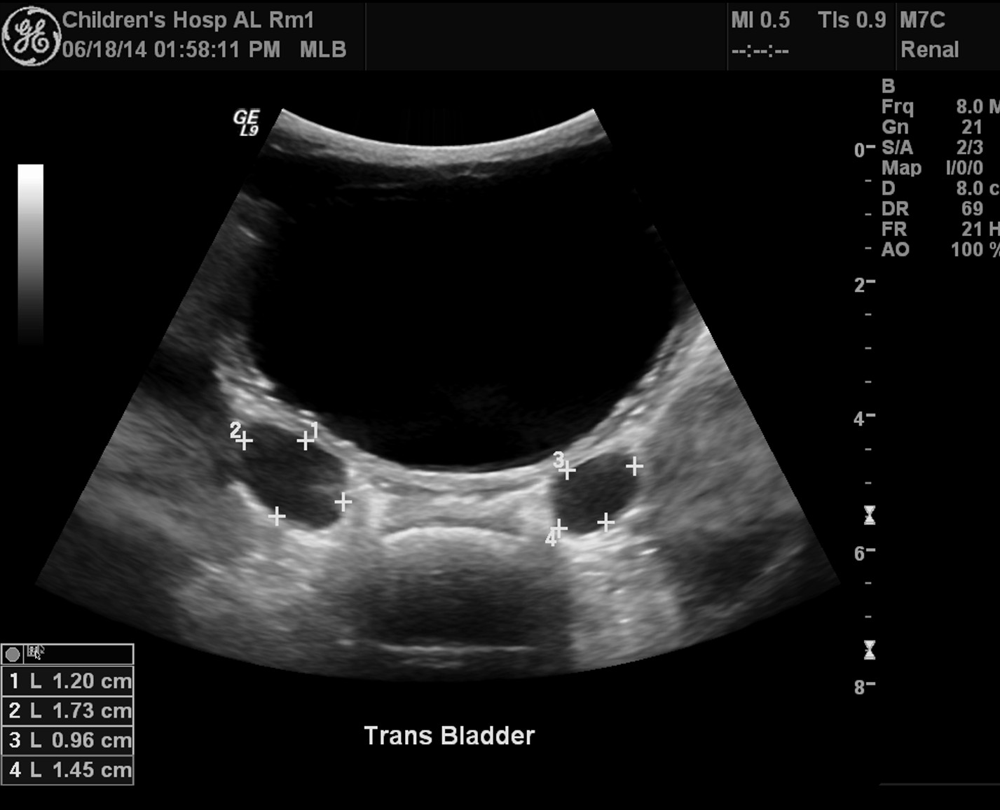 Children's Hosp AL Rm1
06/18/14 01:58:11 PM MLB
MI 0.5 TIs 0.9
--:--:--
M7C
Renal
GE
L9
B
Frq 8.0 M
Gn 21
S/A 2/3
Map I/0/0
D 8.0 c
DR 69
FR 21 H
AO 100 %
0
2
4
6
8
2
1
3
4
1 L 1.20 cm
2 L 1.73 cm
3 L 0.96 cm
4 L 1.45 cm
Trans Bladder